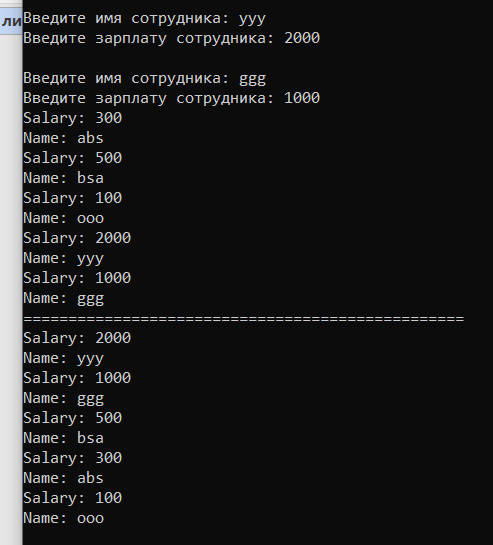 ли
Введите имя сотрудника: yyy
Введите зарплату сотрудника: 2000
Введите имя сотрудника: ggg
Введите зарплату сотрудника: 1000
Salary: 300
Name: abs
Salary: 500
Name: bsa
Salary: 100
Name: ooo
Salary: 2000
Name: yyy
Salary: 1000
Name: ggg
=================================================
Salary: 2000
Name: yyy
Salary: 1000
Name: ggg
Salary: 500
Name: bsa
Salary: 300
Name: abs
Salary: 100
Name: ooo